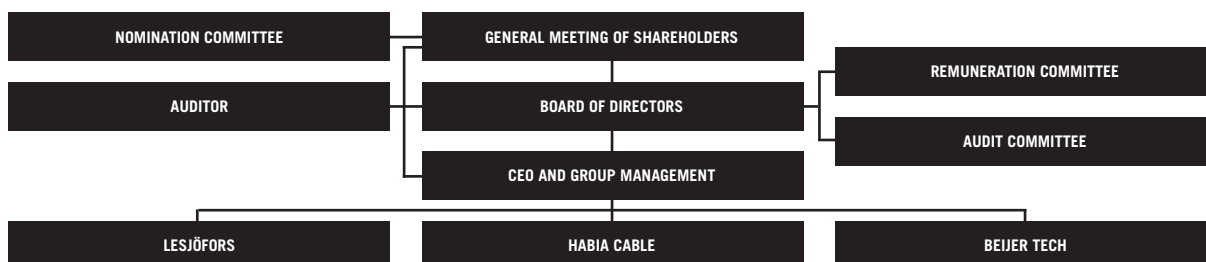 NOMINATION COMMITTEE
GENERAL MEETING OF SHAREHOLDERS
REMUNERATION COMMITTEE
AUDITOR
BOARD OF DIRECTORS
AUDIT COMMITTEE
CEO AND GROUP MANAGEMENT
LESJÖFORS
HABIA CABLE
BEIJER TECH